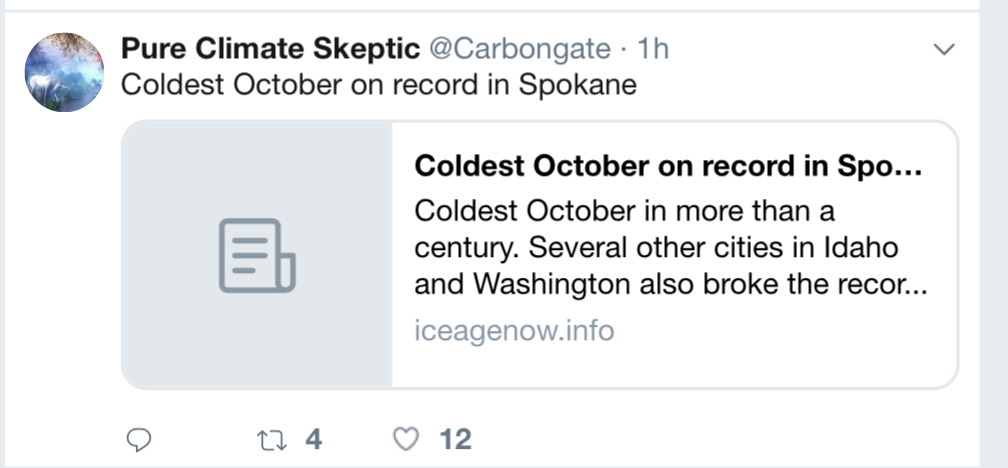 Pure Climate Skeptic @Carbongate · 1h
Coldest October on record in Spokane
Coldest October on record in Spo...
Coldest October in more than a
century. Several other cities in Idaho
and Washington also broke the recor...
iceagenow.info
4 12